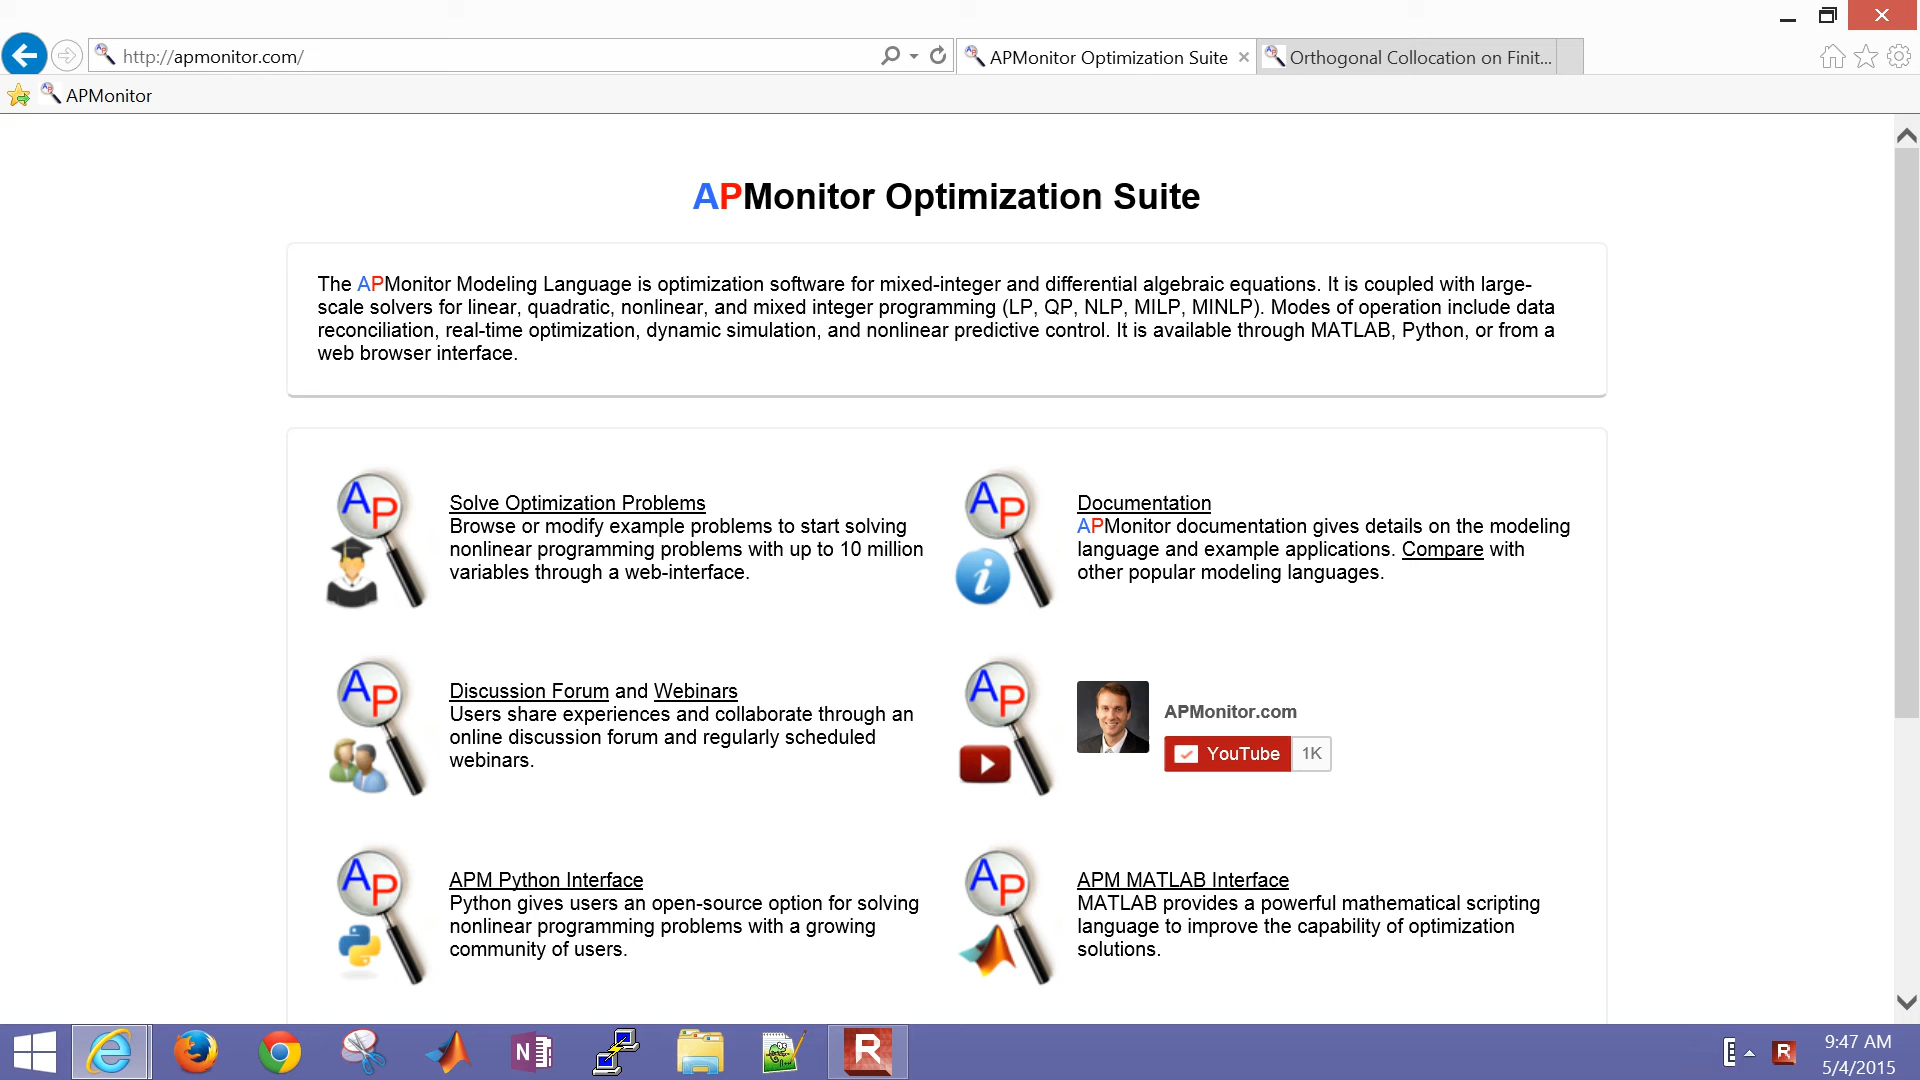 http://apmonitor.com/
APMonitor Optimization Suite
Orthogonal Collocation on Finit...
APMonitor
APMonitor Optimization Suite
The APMonitor Modeling Language is optimization software for mixed-integer and differential algebraic equations. It is coupled with large-
scale solvers for linear, quadratic, nonlinear, and mixed integer programming (LP, QP, NLP, MILP, MINLP). Modes of operation include data
reconciliation, real-time optimization, dynamic simulation, and nonlinear predictive control. It is available through MATLAB, Python, or from a
web browser interface.
AP
Solve Optimization Problems
Browse or modify example problems to start solving
nonlinear programming problems with up to 10 million
variables through a web-interface.
AP
i
Documentation
APMonitor documentation gives details on the modeling
language and example applications. Compare with
other popular modeling languages.
AP
Discussion Forum and Webinars
Users share experiences and collaborate through an
online discussion forum and regularly scheduled
webinars.
AP
APMonitor.com
YouTube 1K
AP
APM Python Interface
Python gives users an open-source option for solving
nonlinear programming problems with a growing
community of users.
AP
APM MATLAB Interface
MATLAB provides a powerful mathematical scripting
language to improve the capability of optimization
solutions.
N
R
R
9:47 AM
5/4/2015